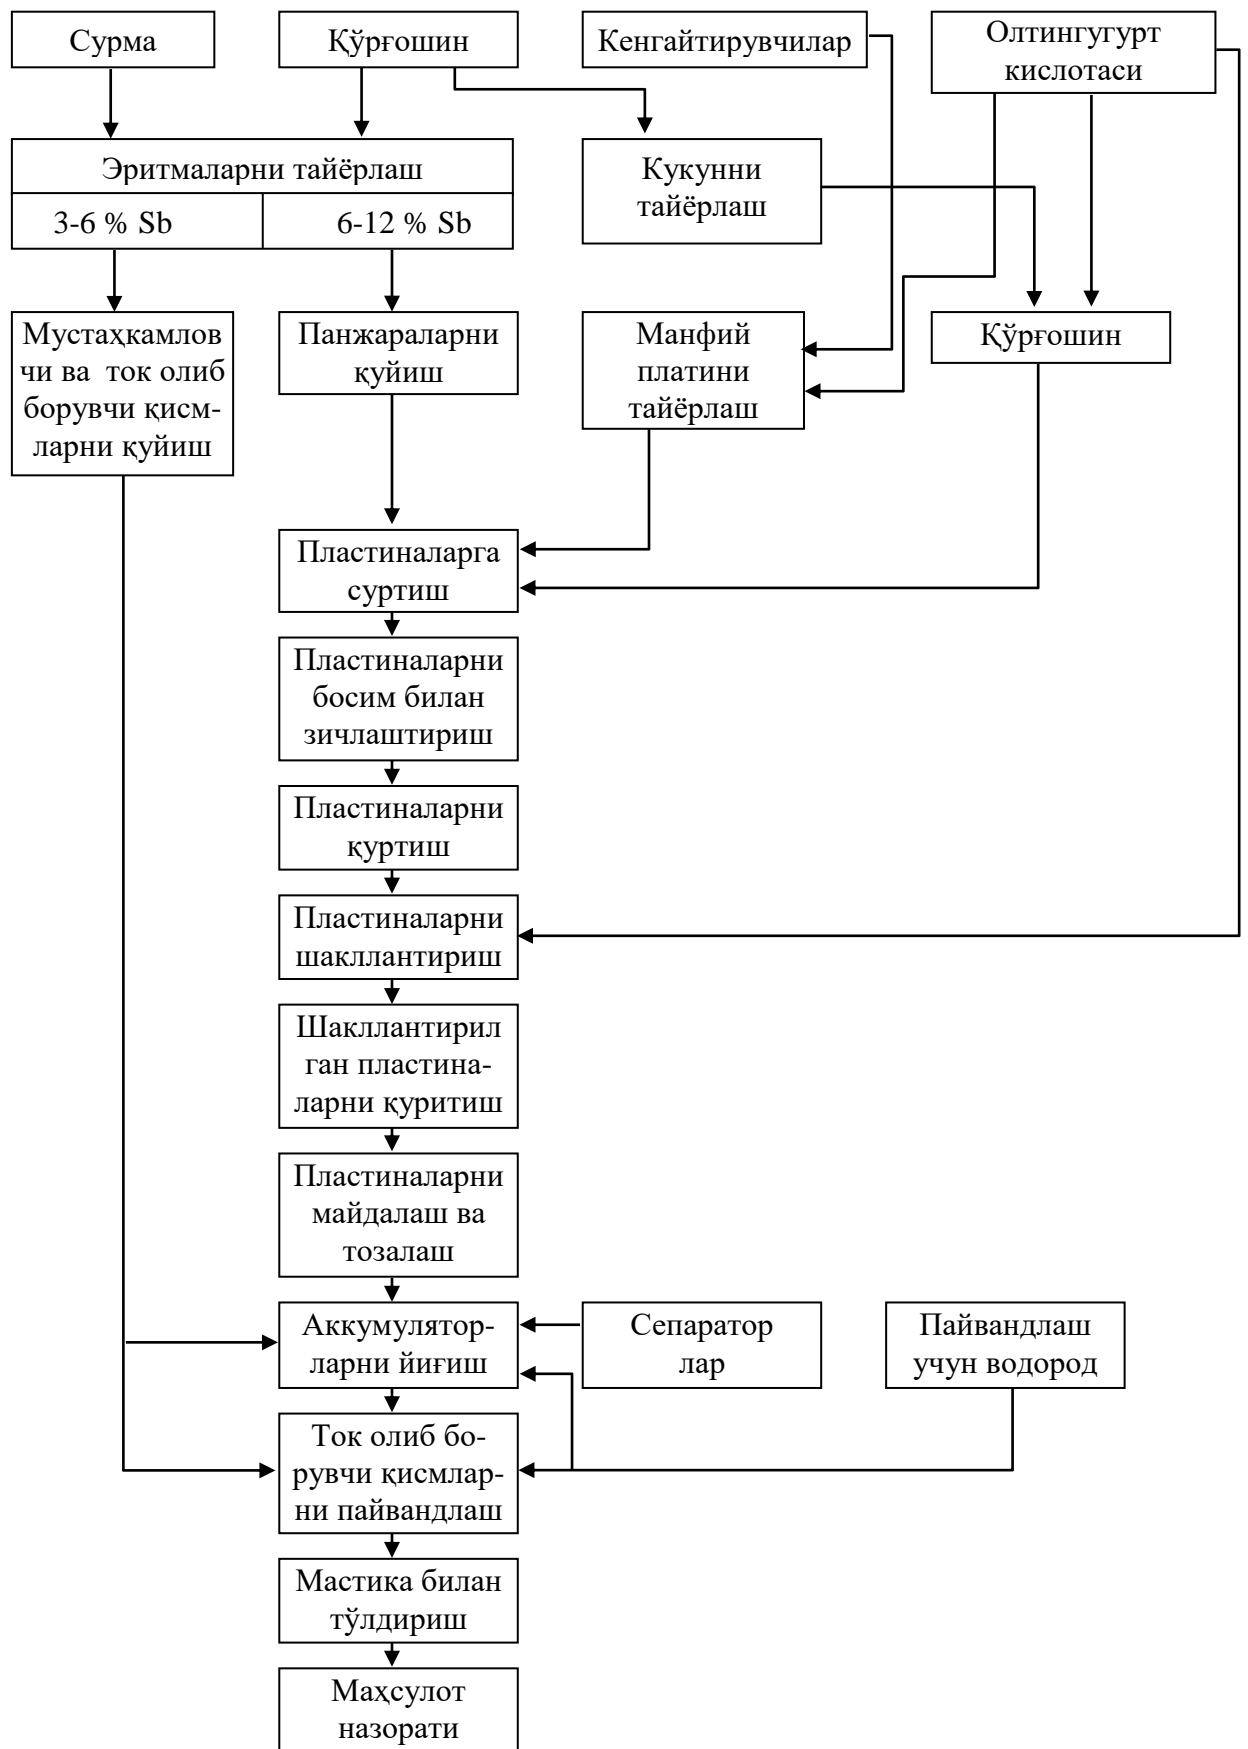 Сурма
Қўрғошин
Кенгайтирувчилар
Олтингугурт
кислотаси
Эритмаларни тайёрлаш
3-6 % Sb
6-12 % Sb
Кукунни
тайёрлаш
Мустаҳкамлов
чи ва ток олиб
борувчи қисм-
ларни қуйиш
Панжараларни
қуйиш
Манфий
платини
тайёрлаш
Қўрғошин
Пластиналарга
суртиш
Пластиналарни
босим билан
зичлаштириш
Пластиналарни
қуртиш
Пластиналарни
шакллантириш
Шакллантирил
ган пластина-
ларни қуритиш
Пластиналарни
майдалаш ва
тозалаш
Аккумулятор-
ларни йиғиш
Сепаратор
лар
Пайвандлаш
учун водород
Ток олиб бо-
рувчи қисмлар-
ни пайвандлаш
Мастика билан
тўлдириш
Маҳсулот
назорати